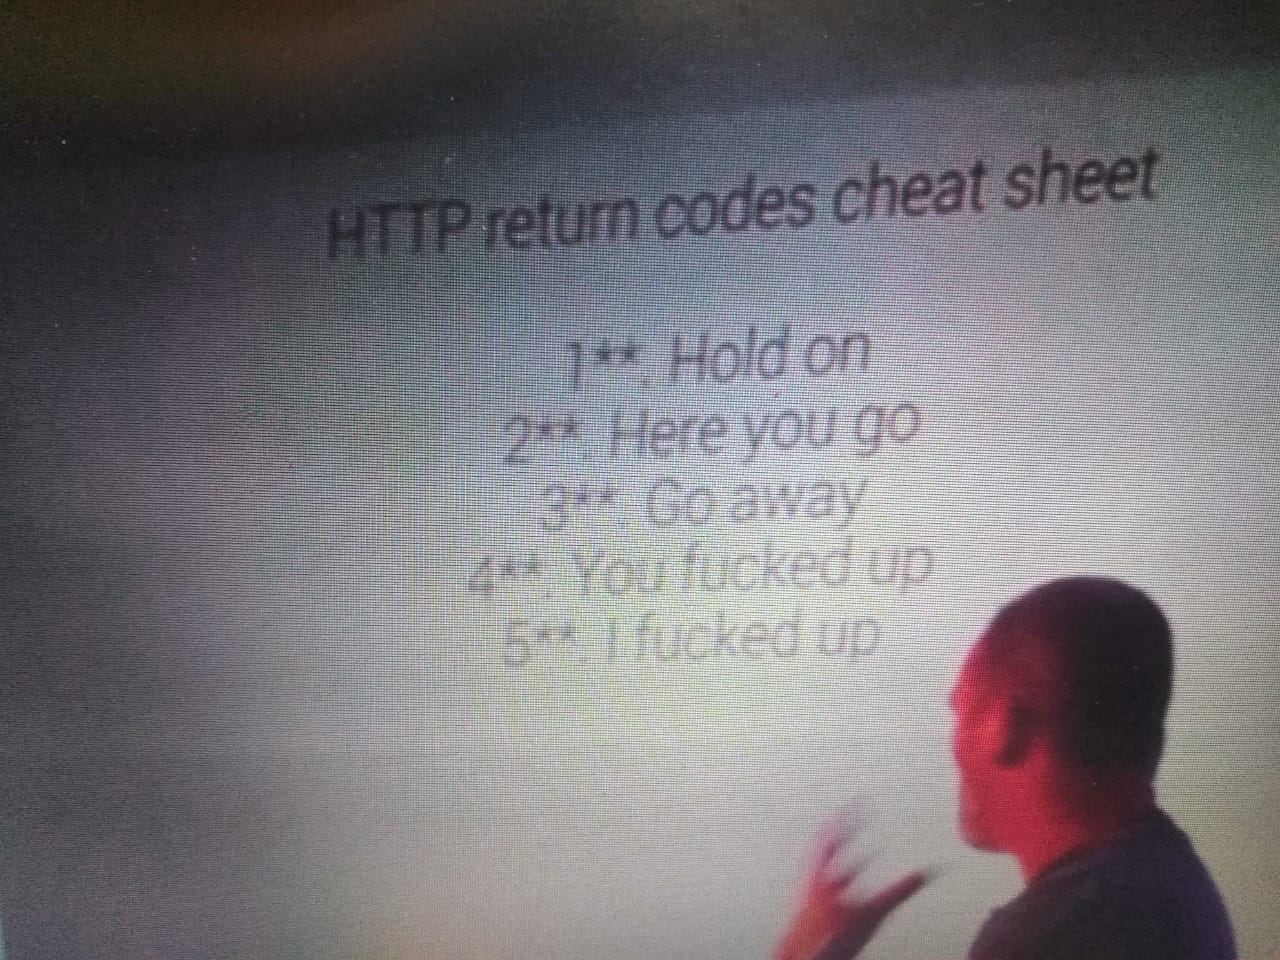 HTTP return codes cheat sheet
1**. Hold on
2**. Here you go
3**. Go away
4**. You fucked up
5**. I fucked up